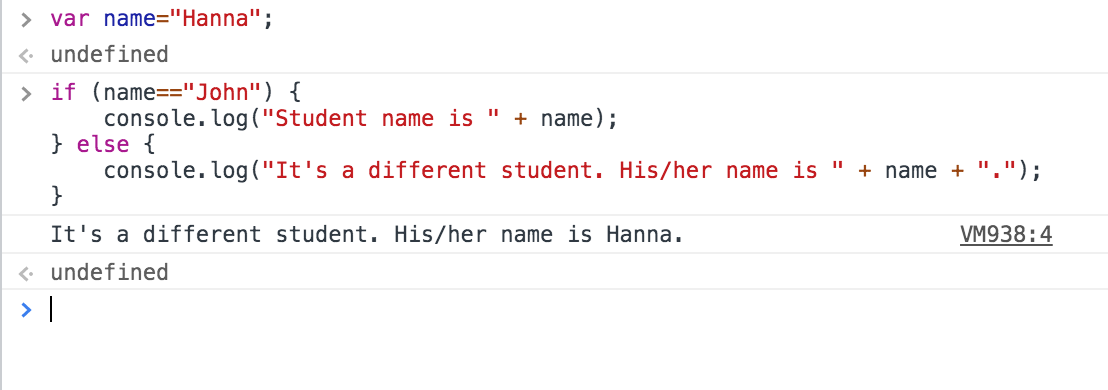 > var name="Hanna";
<· undefined
> if (name=="John") {
    console.log("Student name is " + name);
} else {
    console.log("It's a different student. His/her name is " + name + ".");
}
It's a different student. His/her name is Hanna. VM938:4
<· undefined
>